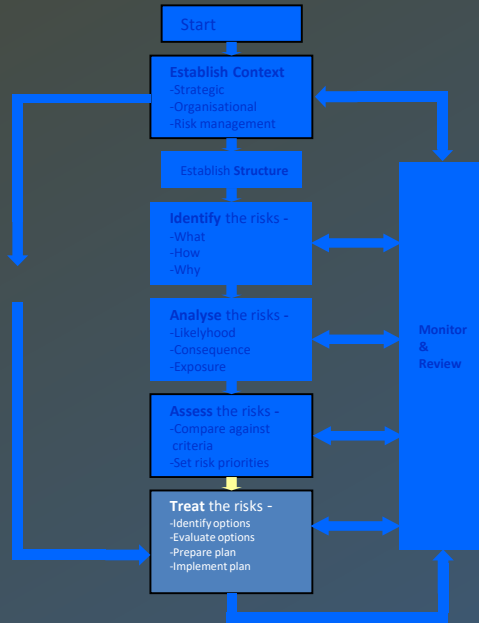 Start
Establish Context
-Strategic
-Organisational
-Risk management
Establish Structure
Identify the risks -
-What
-How
-Why
Analyse the risks -
-Likelyhood
-Consequence
-Exposure
Assess the risks -
-Compare against
criteria
-Set risk priorities
Treat the risks -
-Identify options
-Evaluate options
-Prepare plan
-Implement plan
Monitor
&
Review